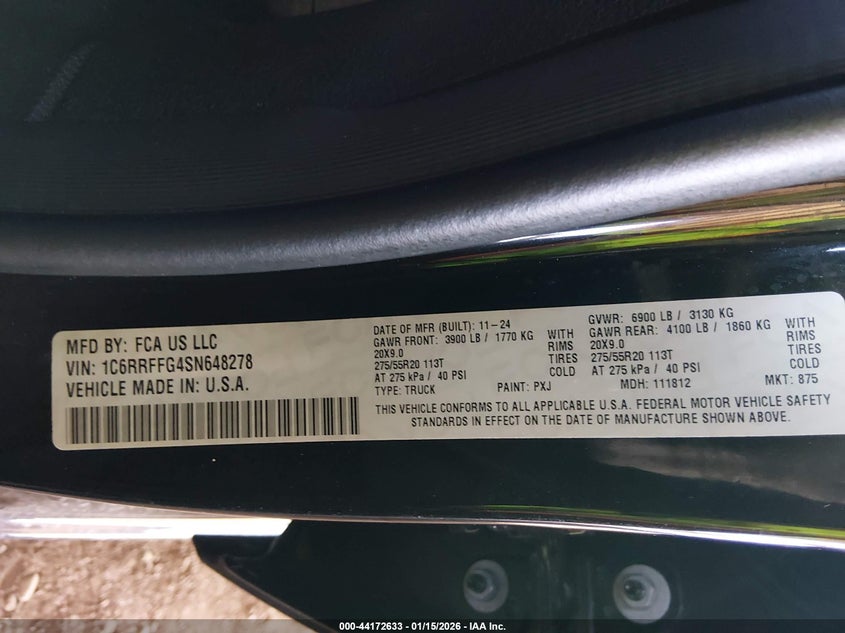 MFD BY: FCA US LLC
VIN: 1C6RRFFG4SN648278
VEHICLE MADE IN: U.S.A.
DATE OF MFR (BUILT): 11-24
GAWR FRONT: 3900 LB / 1770 KG WITH
20X9.0 RIMS
275/55R20 113T TIRES
AT 275 kPa / 40 PSI COLD
TYPE: TRUCK PAINT: PXJ
GVWR: 6900 LB / 3130 KG
GAWR REAR: 4100 LB / 1860 KG WITH
20X9.0 RIMS
275/55R20 113T TIRES
AT 275 kPa / 40 PSI COLD
MDH: 111812 MKT: 875
THIS VEHICLE CONFORMS TO ALL APPLICABLE U.S.A. FEDERAL MOTOR VEHICLE SAFETY
STANDARDS IN EFFECT ON THE DATE OF MANUFACTURE SHOWN ABOVE.
000-44172633 - 01/15/2026 - IAA Inc.